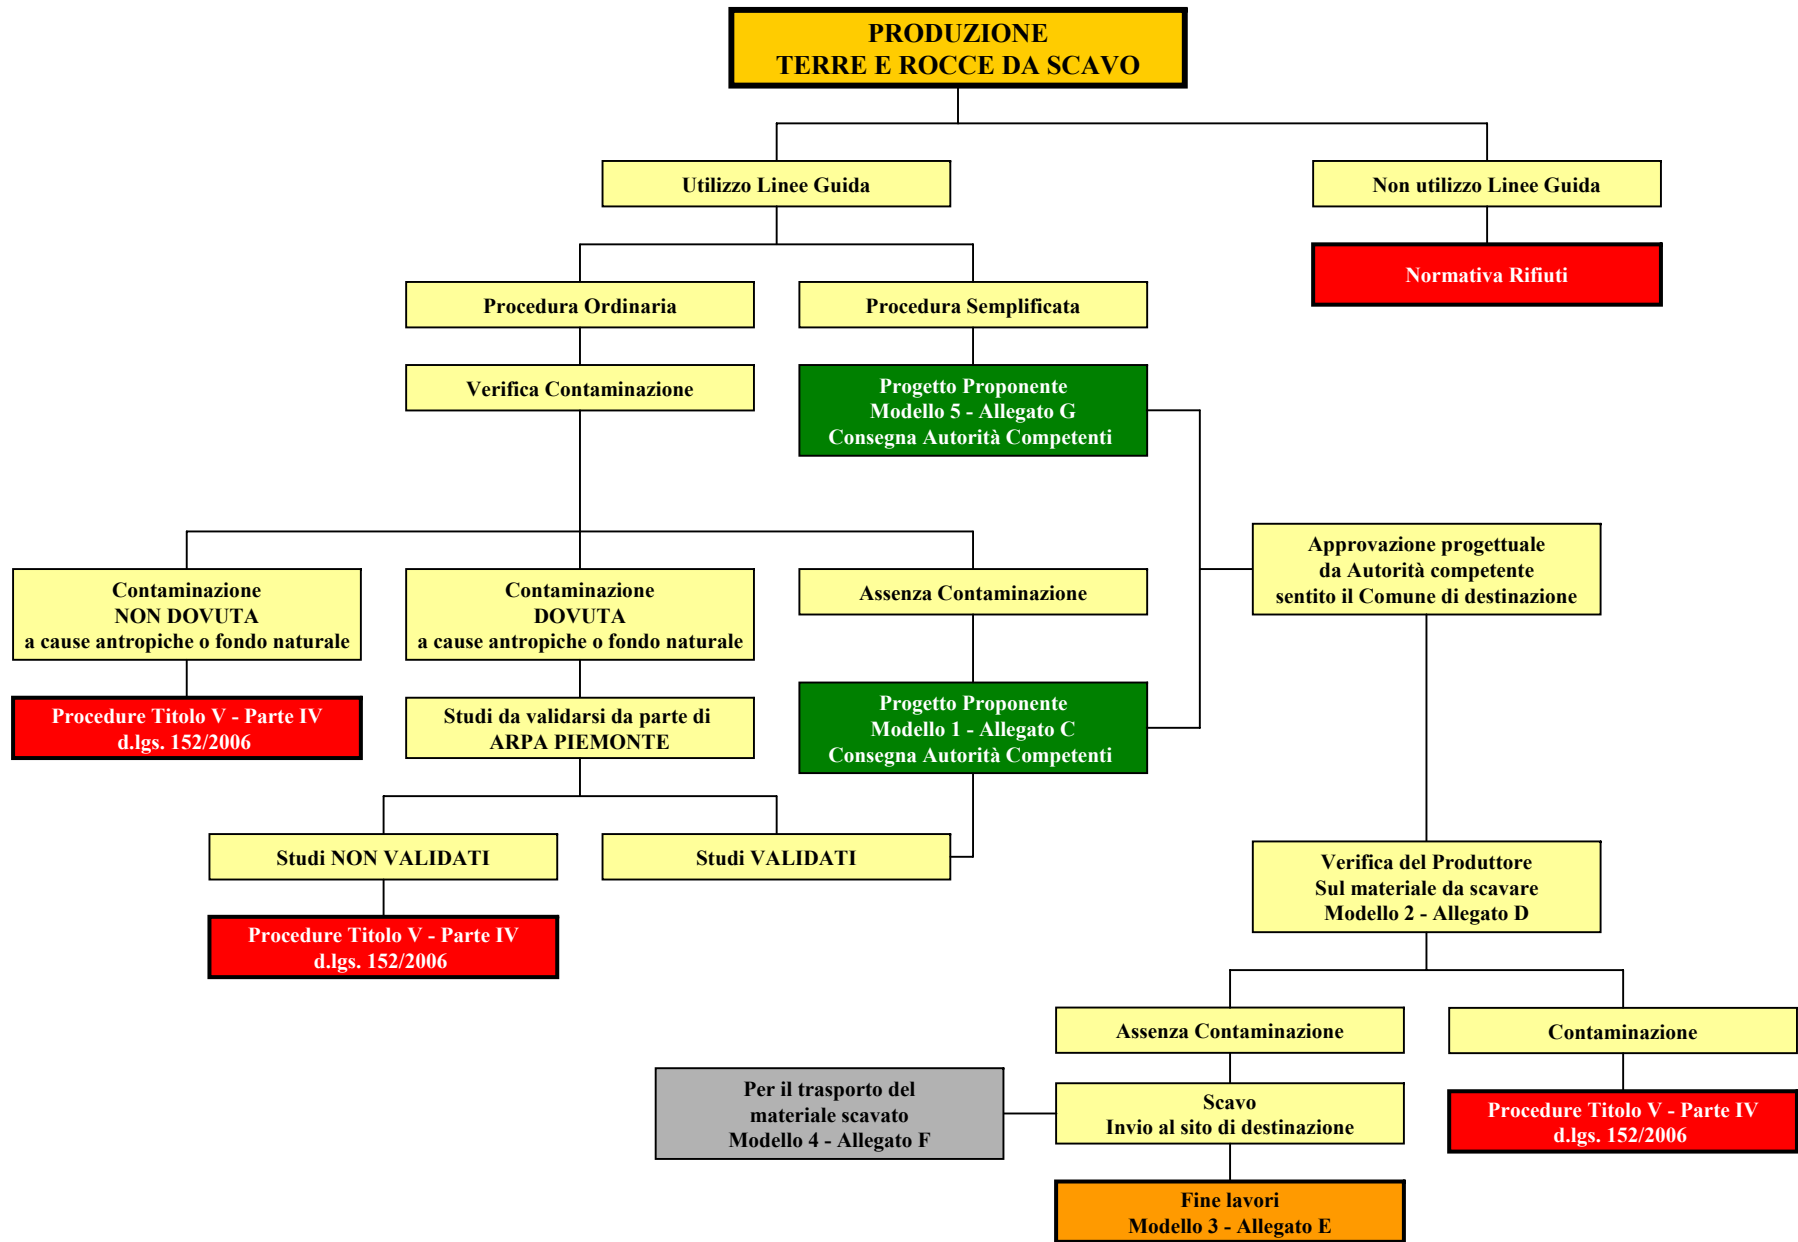 PRODUZIONE
TERRE E ROCCE DA SCAVO
Utilizzo Linee Guida
Non utilizzo Linee Guida
Normativa Rifiuti
Procedura Ordinaria
Procedura Semplificata
Verifica Contaminazione
Progetto Proponente
Modello 5 - Allegato G
Consegna Autorità Competenti
Approvazione progettuale
da Autorità competente
sentito il Comune di destinazione
Contaminazione
NON DOVUTA
a cause antropiche o fondo naturale
Contaminazione
DOVUTA
a cause antropiche o fondo naturale
Assenza Contaminazione
Procedure Titolo V - Parte IV
d.lgs. 152/2006
Studi da validarsi da parte di
ARPA PIEMONTE
Progetto Proponente
Modello 1 - Allegato C
Consegna Autorità Competenti
Studi NON VALIDATI
Studi VALIDATI
Verifica del Produttore
Sul materiale da scavare
Modello 2 - Allegato D
Procedure Titolo V - Parte IV
d.lgs. 152/2006
Assenza Contaminazione
Contaminazione
Per il trasporto del
materiale scavato
Modello 4 - Allegato F
Scavo
Invio al sito di destinazione
Procedure Titolo V - Parte IV
d.lgs. 152/2006
Fine lavori
Modello 3 - Allegato E